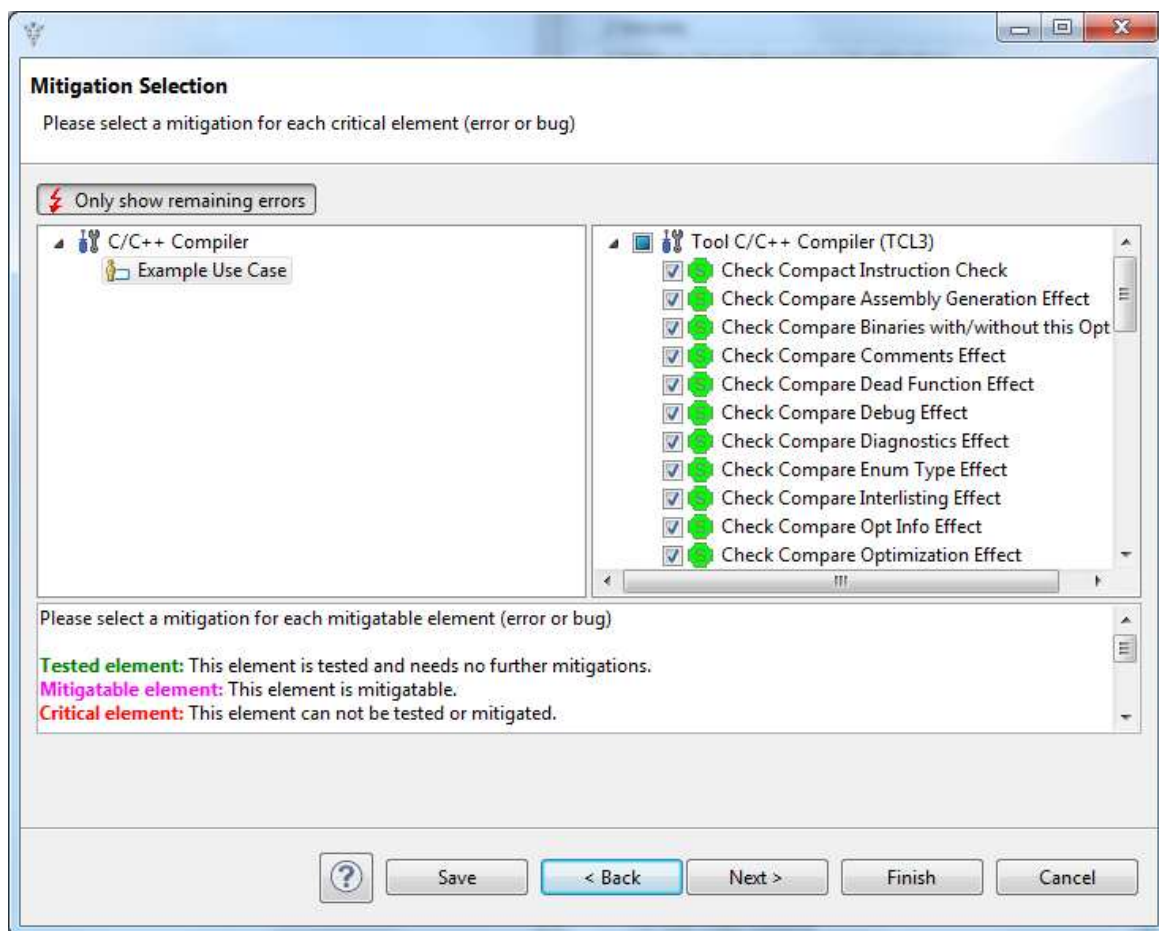 Mitigation Selection
Please select a mitigation for each critical element (error or bug)
Only show remaining errors
C/C++ Compiler
Example Use Case
Tool C/C++ Compiler (TCL3)
Check Compact Instruction Check
Check Compare Assembly Generation Effect
Check Compare Binaries with/without this Opt
Check Compare Comments Effect
Check Compare Dead Function Effect
Check Compare Debug Effect
Check Compare Diagnostics Effect
Check Compare Enum Type Effect
Check Compare Interlisting Effect
Check Compare Opt Info Effect
Check Compare Optimization Effect
Please select a mitigation for each mitigatable element (error or bug)
Tested element: This element is tested and needs no further mitigations.
Mitigatable element: This element is mitigatable.
Critical element: This element can not be tested or mitigated.
Save
< Back
Next >
Finish
Cancel